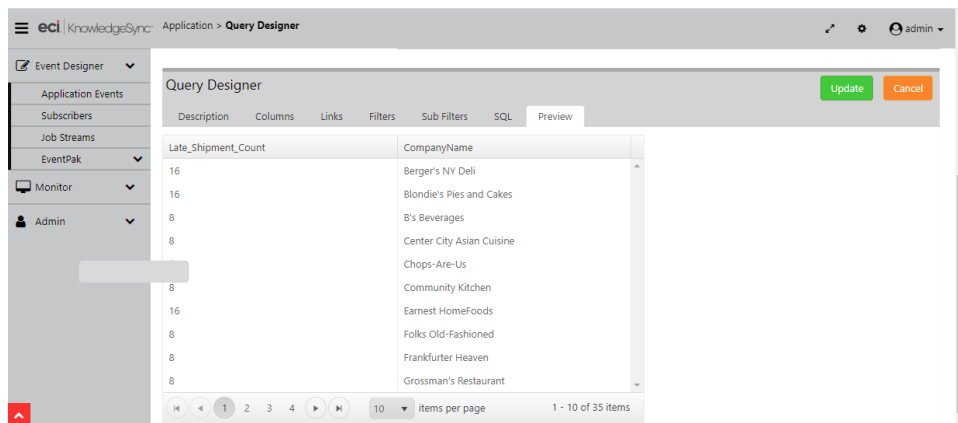 eci KnowledgeSync
Application > Query Designer
admin
Event Designer
Application Events
Subscribers
Job Streams
EventPak
Monitor
Admin
Query Designer
Update Cancel
Description Columns Links Filters Sub Filters SQL Preview
Late_Shipment_Count CompanyName
16 Berger's NY Deli
16 Blondie's Pies and Cakes
8 B's Beverages
8 Center City Asian Cuisine
Chops-Are-Us
8 Community Kitchen
16 Earnest HomeFoods
8 Folks Old-Fashioned
8 Frankfurter Heaven
8 Grossman's Restaurant
1 2 3 4 10 items per page 1 - 10 of 35 items